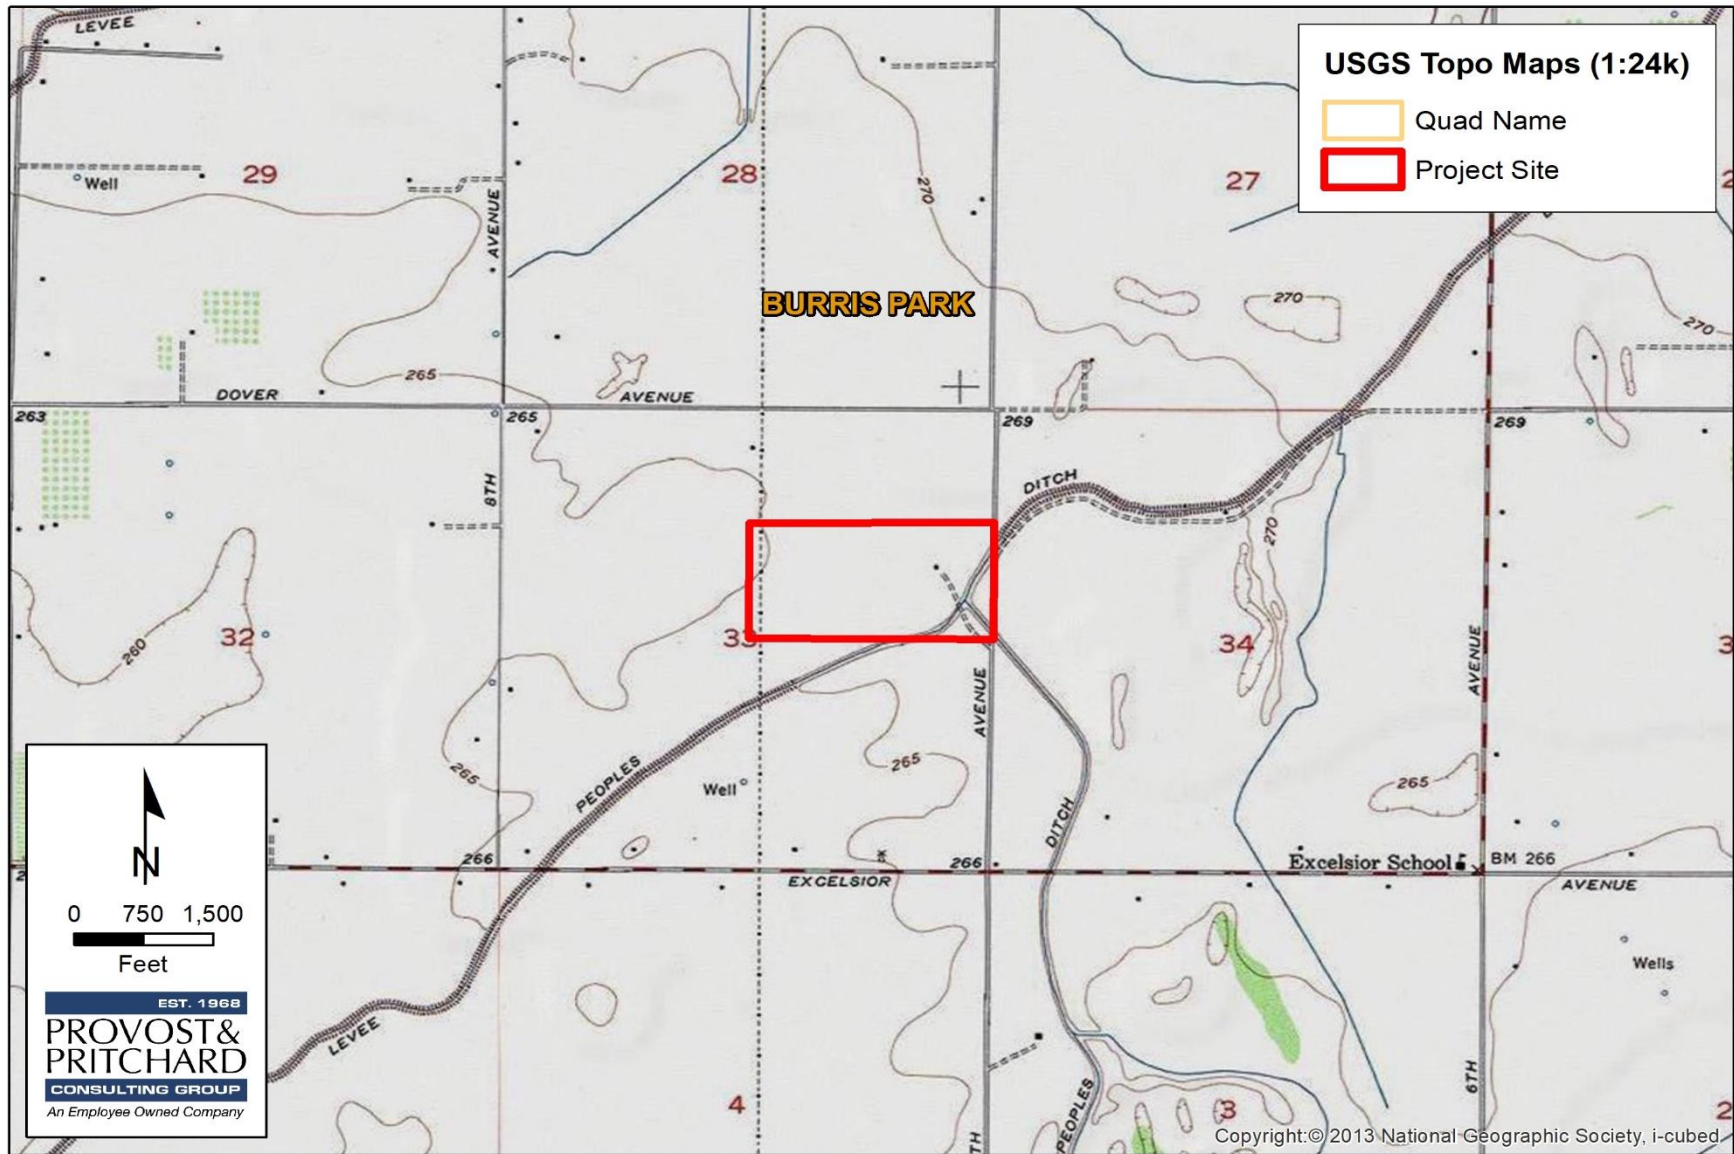 LEVEE
USGS Topo Maps (1:24k)
Quad Name
Project Site
29
28
27
2
Well
AVENUE
270
BURRIS PARK
270
270
265
DOVER
AVENUE
263
265
269
269
8TH
DITCH
270
260
32
33
34
3
AVENUE
AVENUE
265
PEOPLES
265
265
Well
DITCH
266
266
EXCELSIOR
Excelsior School
BM 266
AVENUE
N
0 750 1,500
Feet
Wells
EST. 1968
PROVOST&
PRITCHARD
CONSULTING GROUP
An Employee Owned Company
LEVEE
4
TH
PEOPLES
3
6TH
2
Copyright:© 2013 National Geographic Society, i-cubed